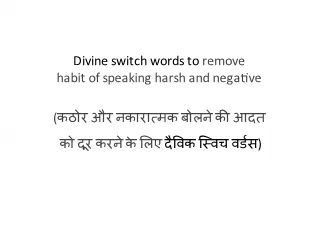 Divine switch words to remove
habit of speaking harsh and negative
(कठोर और नकारात्मक बोलने की आदत
को दूर करने के लिए दैविक स्विच वर्डस)